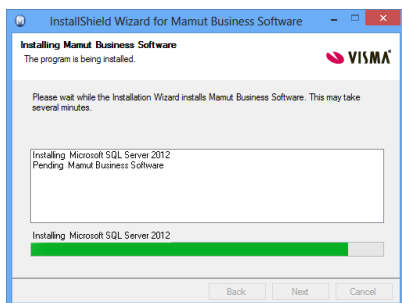 InstallShield Wizard for Mamut Business Software
Installing Mamut Business Software
The program is being installed.
VISMA
Please wait while the Installation Wizard installs Mamut Business Software. This may take
several minutes.
Installing Microsoft SQL Server 2012
Pending Mamut Business Software
Installing Microsoft SQL Server 2012
Back Next Cancel